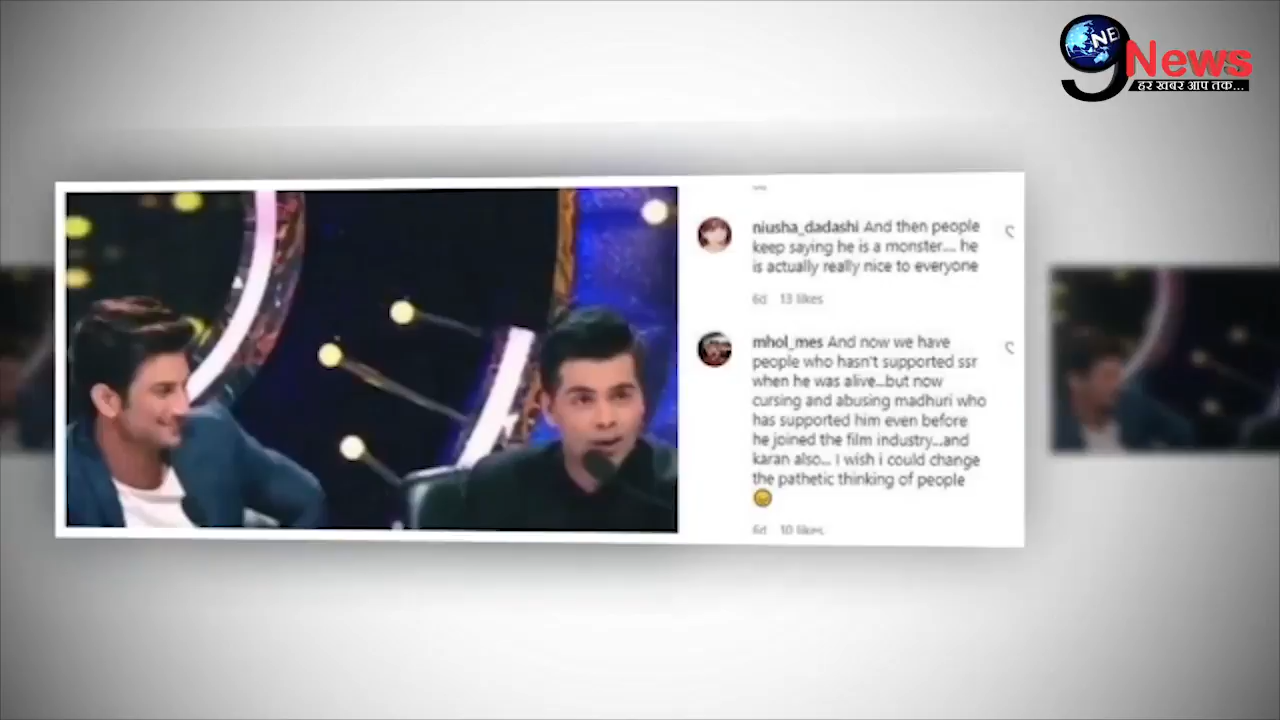 NE
9 News
हर खबर आप तक...
niusha_dadashi And then people
keep saying he is a monster.... he
is actually really nice to everyone
6d 13 likes
mhol_mes And now we have
people who hasn't supported ssr
when he was alive...but now
cursing and abusing madhuri who
has supported him even before
he joined the film industry...and
karan also... I wish i could change
the pathetic thinking of people
😞
6d 10 likes